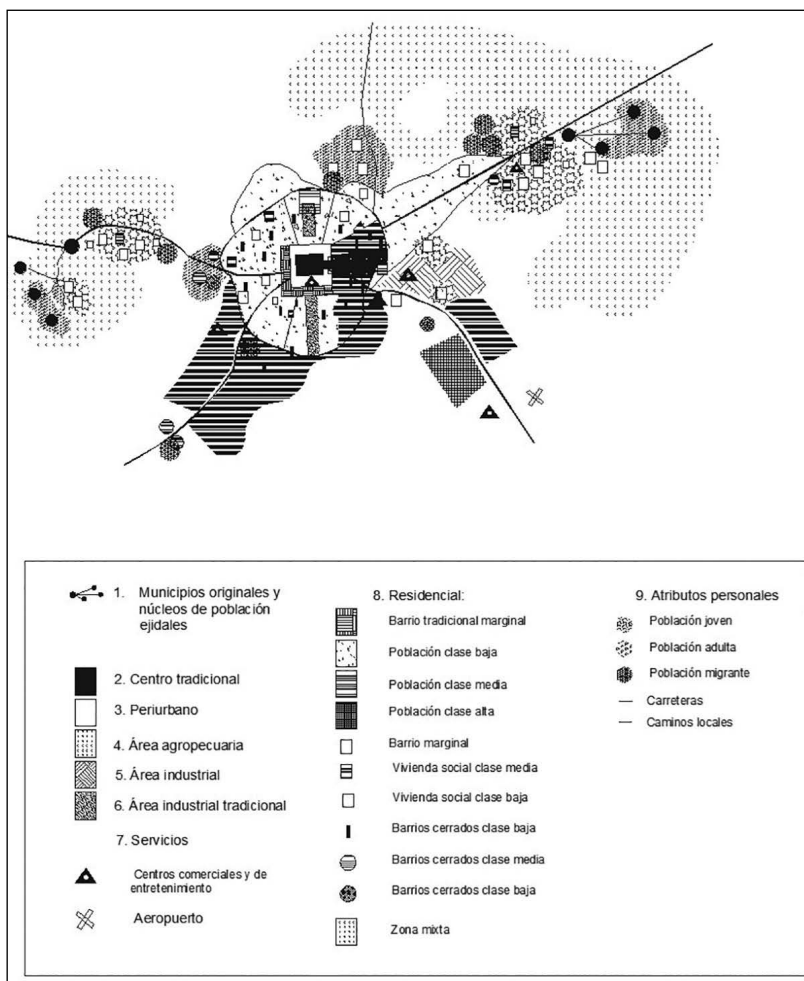 1. Municipios originales y
núcleos de población
ejidales
2. Centro tradicional
3. Periurbano
4. Área agropecuaria
5. Área industrial
6. Área industrial tradicional
7. Servicios
Centros comerciales y de
entretenimiento
Aeropuerto
8. Residencial:
Barrio tradicional marginal
Población clase baja
Población clase media
Población clase alta
Barrio marginal
Vivienda social clase media
Vivienda social clase baja
Barrios cerrados clase baja
Barrios cerrados clase media
Barrios cerrados clase baja
Zona mixta
9. Atributos personales
Población joven
Población adulta
Población migrante
Carreteras
Caminos locales